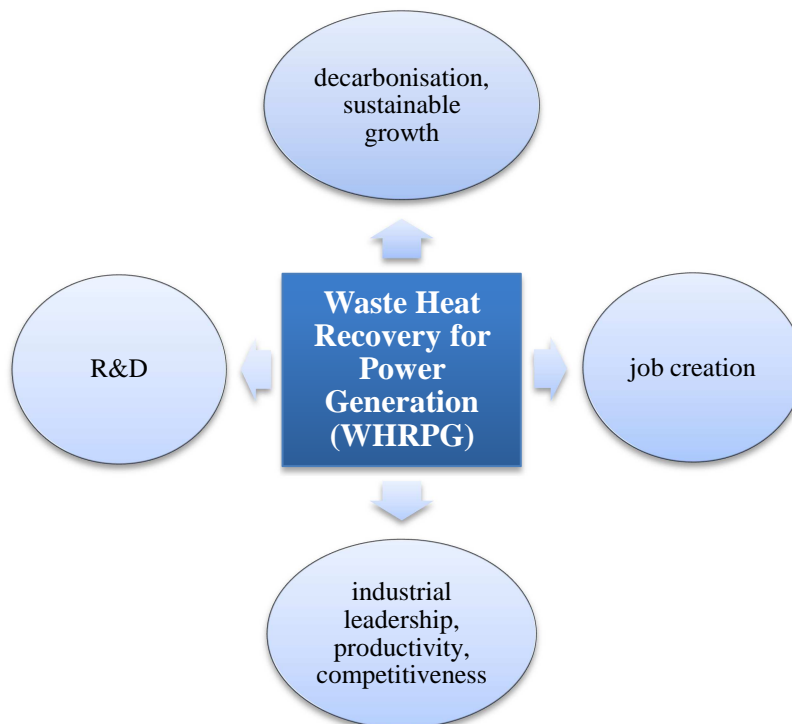 decarbonisation,
sustainable
growth
Waste Heat
Recovery for
Power
Generation
(WHRPG)
R&D
job creation
industrial
leadership,
productivity,
competitiveness